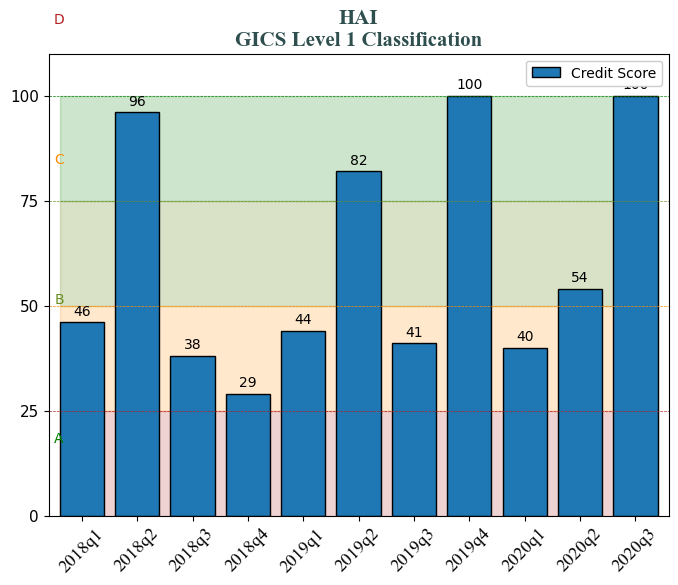 D
HAI
GICS Level 1 Classification
Credit Score
100
75
50
25
0
C
B
A
46
96
38
29
44
82
41
100
40
54
100
2018q1
2018q2
2018q3
2018q4
2019q1
2019q2
2019q3
2019q4
2020q1
2020q2
2020q3